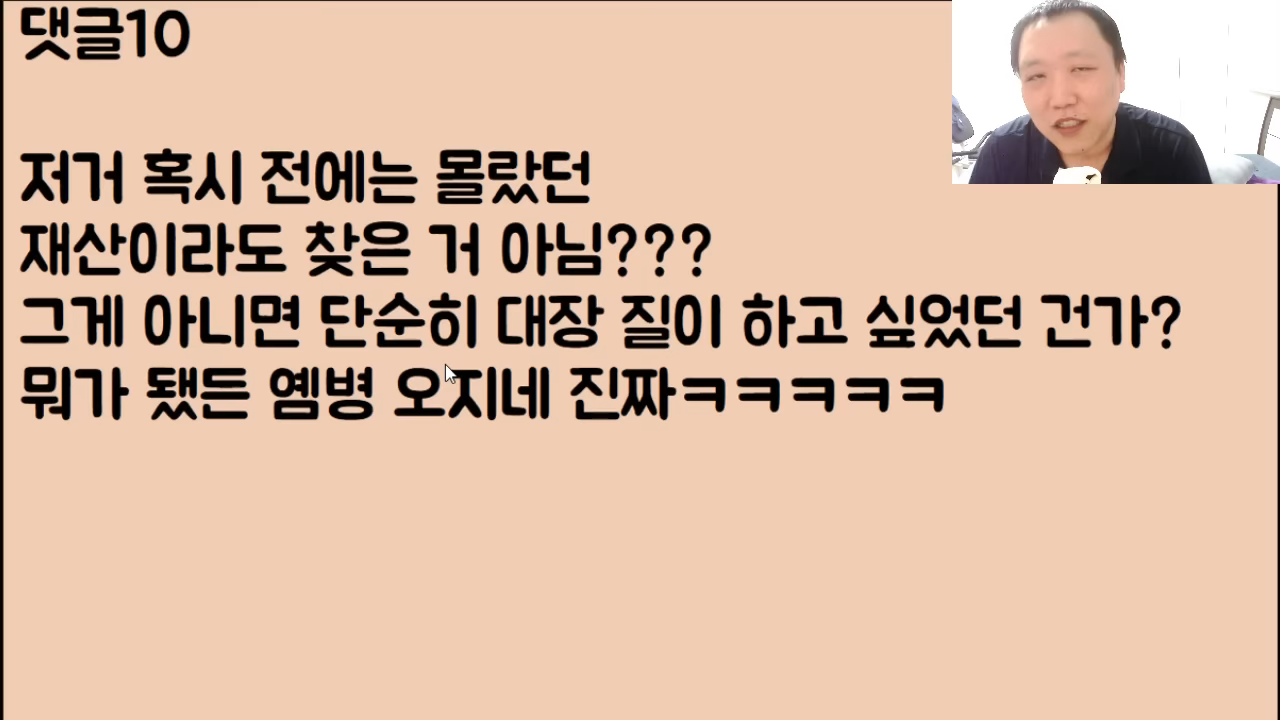 댓글10
저거 혹시 전에는 몰랐던
재산이라도 찾은 거 아님???
그게 아니면 단순히 대장 질이 하고 싶었던 건가?
뭐가 됐든 옘병 오지네 진짜ㅋㅋㅋㅋㅋ